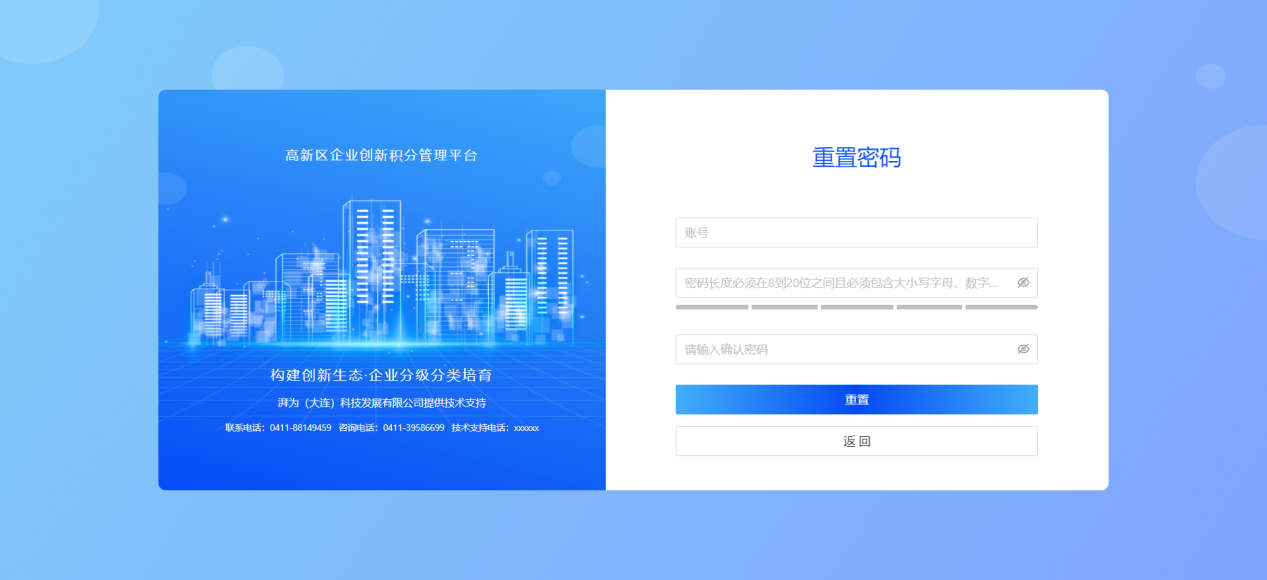 高新区企业创新积分管理平台
构建创新生态·企业分级分类培育
湃为（大连）科技发展有限公司提供技术支持
联系电话：0411-88149459 咨询电话：0411-39586699 技术支持电话：xxxxxx
重置密码
账号
密码长度必须在8到20位之间且必须包含大小写字母、数字...
请输入确认密码
重置
返 回